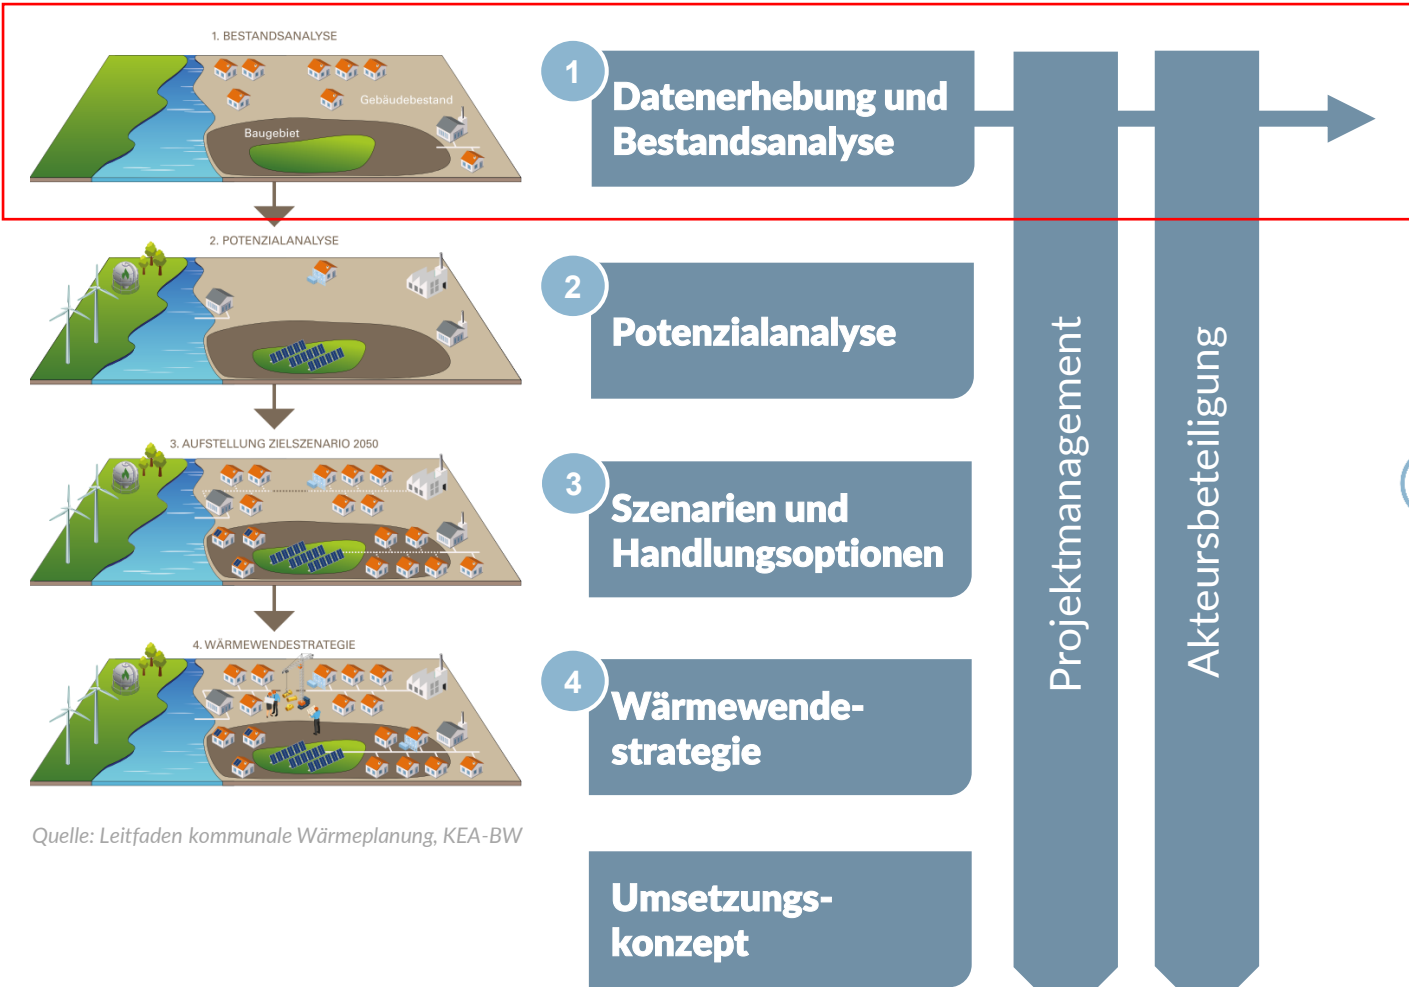 1. BESTANDSANALYSE
Gebäudebestand
Baugebiet
1
Datenerhebung und
Bestandsanalyse
2. POTENZIALANALYSE
2
Potenzialanalyse
3. AUFSTELLUNG ZIELSZENARIO 2050
3
Szenarien und
Handlungsoptionen
4. WÄRMEWENDESTRATEGIE
4
Wärmewende-
strategie
Quelle: Leitfaden kommunale Wärmeplanung, KEA-BW
Umsetzungs-
konzept
Projektmanagement
Akteursbeteiligung